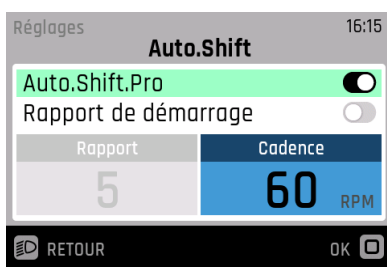 Réglages 16:15
Auto.Shift
Auto.Shift.Pro
Rapport de démarrage
Rapport Cadence
5 60 RPM
RETOUR OK